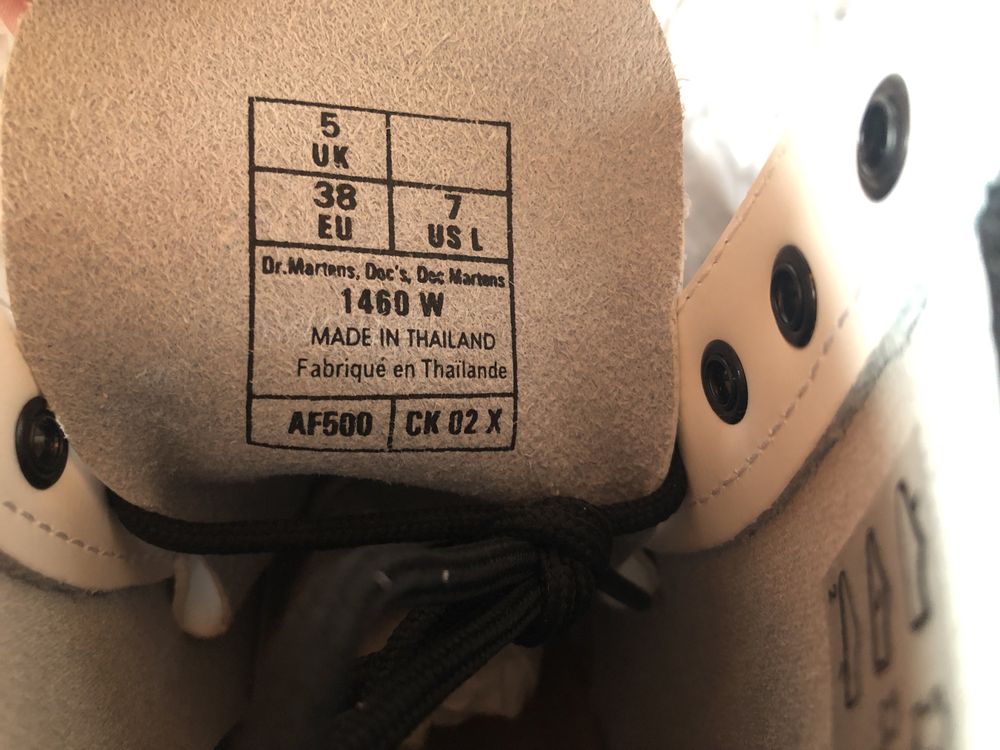 5
UK
38
EU
7
US L
Dr.Martens, Doc's, Doc Martens
1460 W
MADE IN THAILAND
Fabriqué en Thaïlande
AF500
CK 02 X